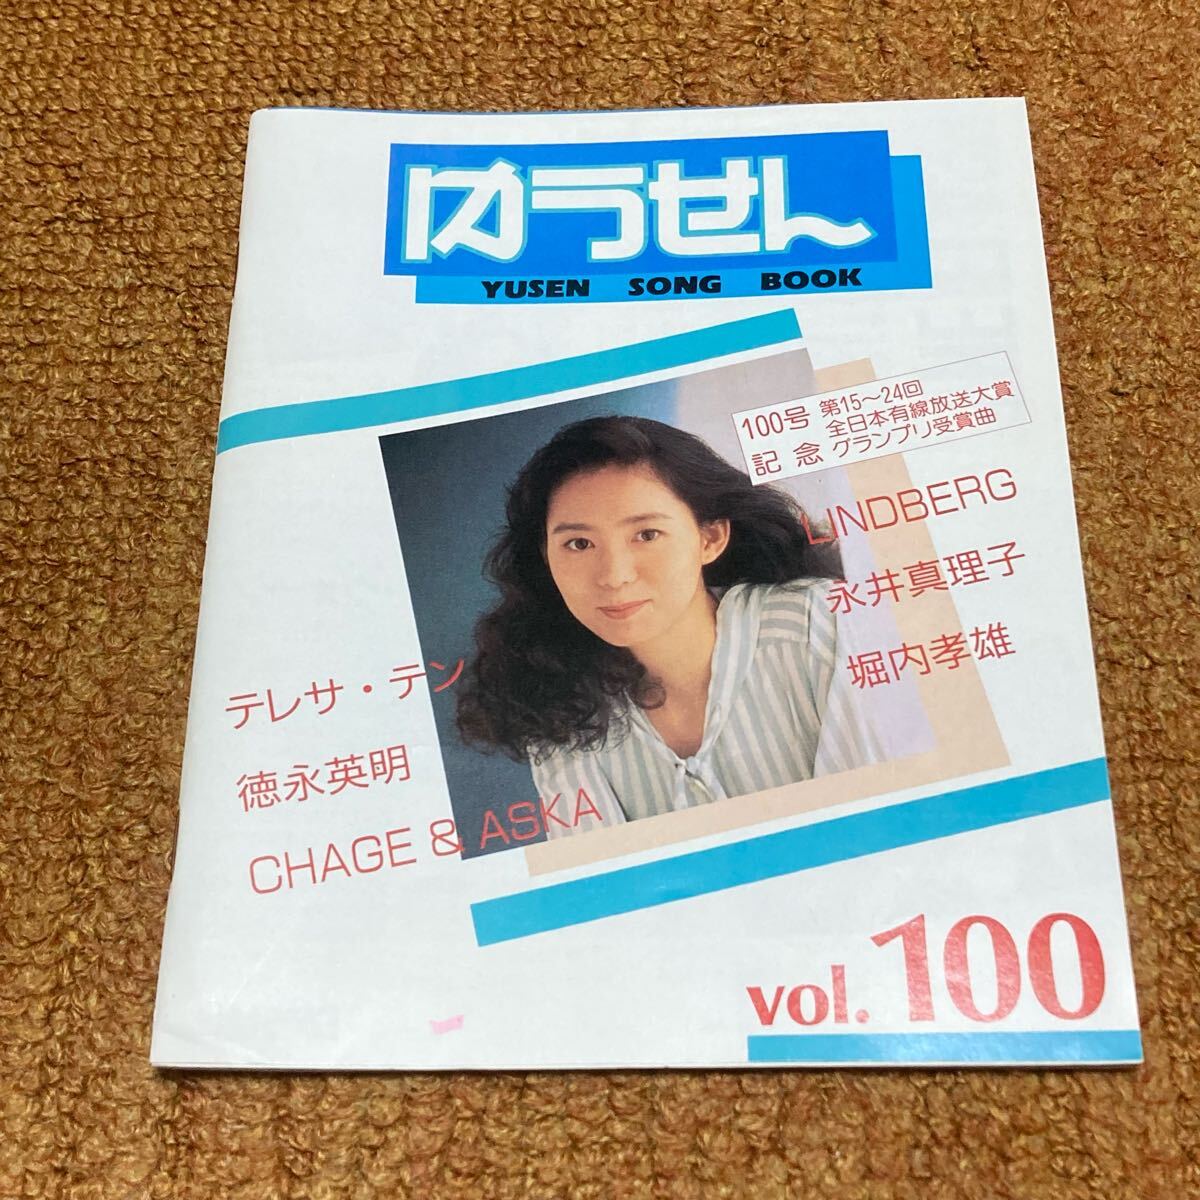 ゆうせん
YUSEN SONG BOOK
100号
記念
第15〜24回
全日本有線放送大賞
グランプリ受賞曲
LINDBERG
永井真理子
堀内孝雄
テレサ・テン
徳永英明
CHAGE & ASKA
vol.100